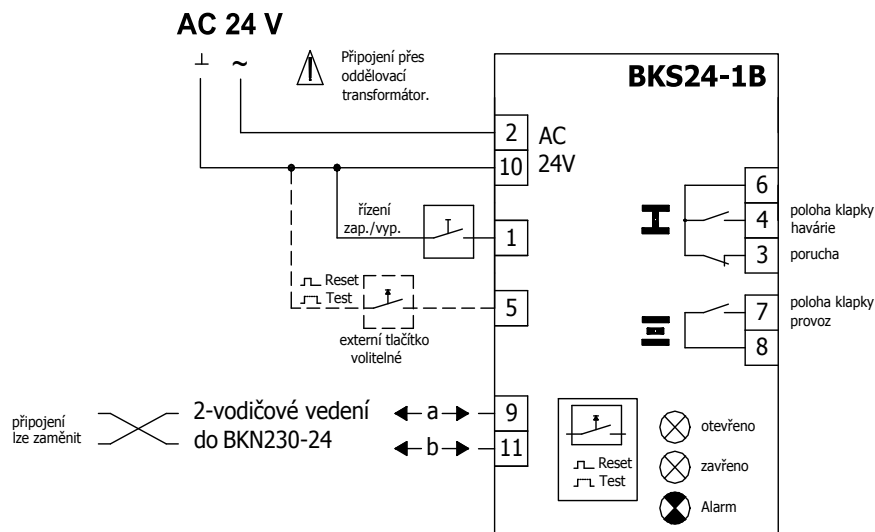 AC 24 V
⊥ ~
Připojení přes
oddělovací
transformátor.
BKS24-1B
2
AC
10
24V
řízení
zap./vyp.
1
Reset
Test
5
externí tlačítko
volitelné
6
4
poloha klapky
havárie
3
porucha
7
poloha klapky
provoz
8
připojení
lze zaměnit
2-vodičové vedení
do BKN230-24
a
9
b
11
Reset
Test
otevřeno
zavřeno
Alarm